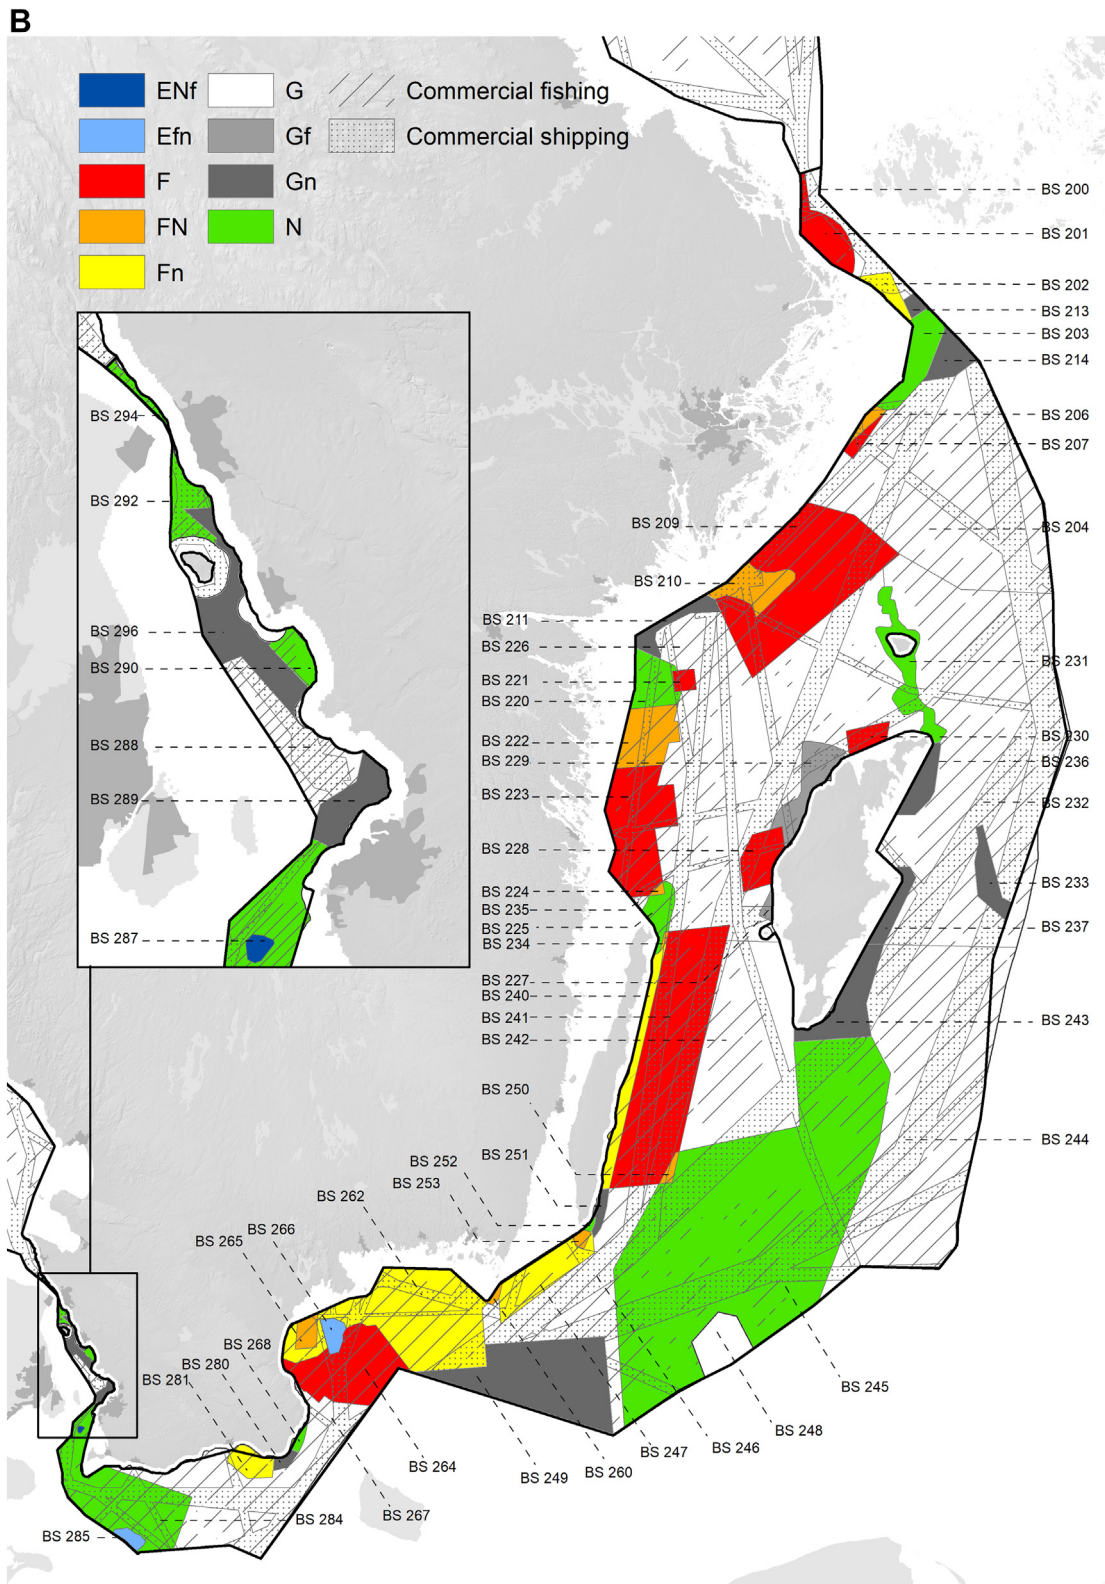 B
ENf G Commercial fishing
Efn Gf Commercial shipping
F Gn
FN N
Fn
BS 200
BS 201
BS 202
BS 213
BS 203
BS 214
BS 206
BS 207
BS 204
BS 209
BS 210
BS 211
BS 226
BS 221
BS 220
BS 222
BS 229
BS 223
BS 228
BS 224
BS 235
BS 225
BS 234
BS 227
BS 240
BS 241
BS 242
BS 250
BS 251
BS 252
BS 253
BS 262
BS 266
BS 265
BS 268
BS 280
BS 281
BS 231
BS 230
BS 236
BS 232
BS 233
BS 237
BS 243
BS 244
BS 245
BS 248
BS 246
BS 247
BS 260
BS 249
BS 264
BS 267
BS 284
BS 285
BS 294
BS 292
BS 296
BS 290
BS 288
BS 289
BS 287